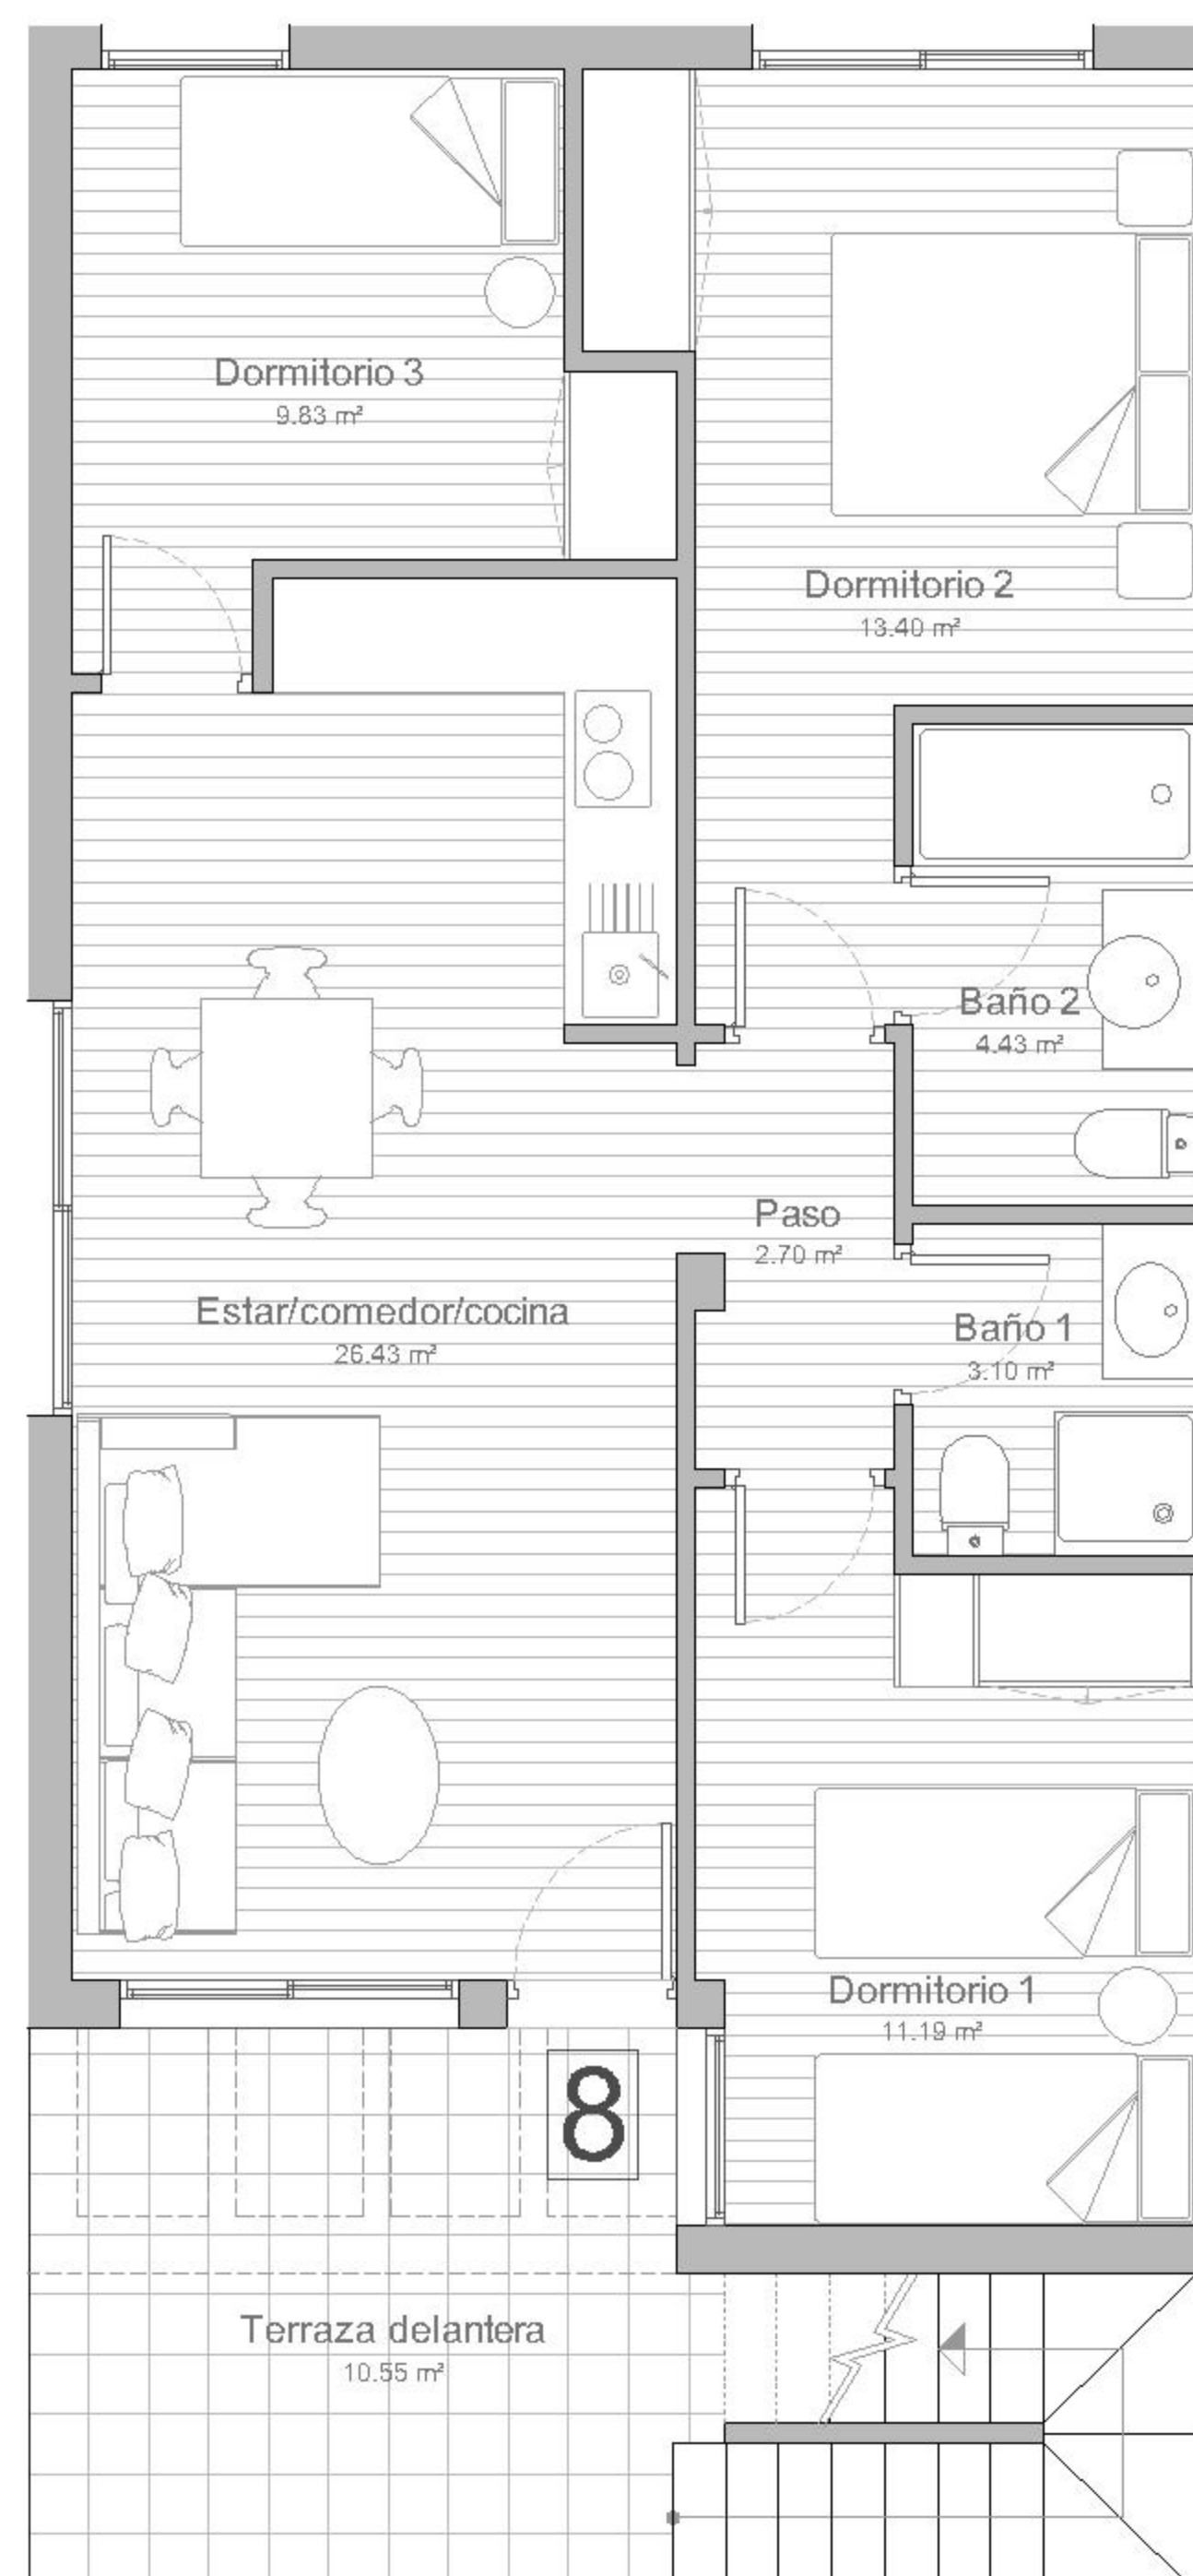 Dormitorio 3
9.83 m²
Dormitorio 2
13.40 m²
Baño 2
4.43 m²
Paso
2.70 m²
Estar/comedor/cocina
26.43 m²
Baño 1
3.10 m²
Dormitorio 1
11.19 m²
8
Terraza delantera
10.55 m²